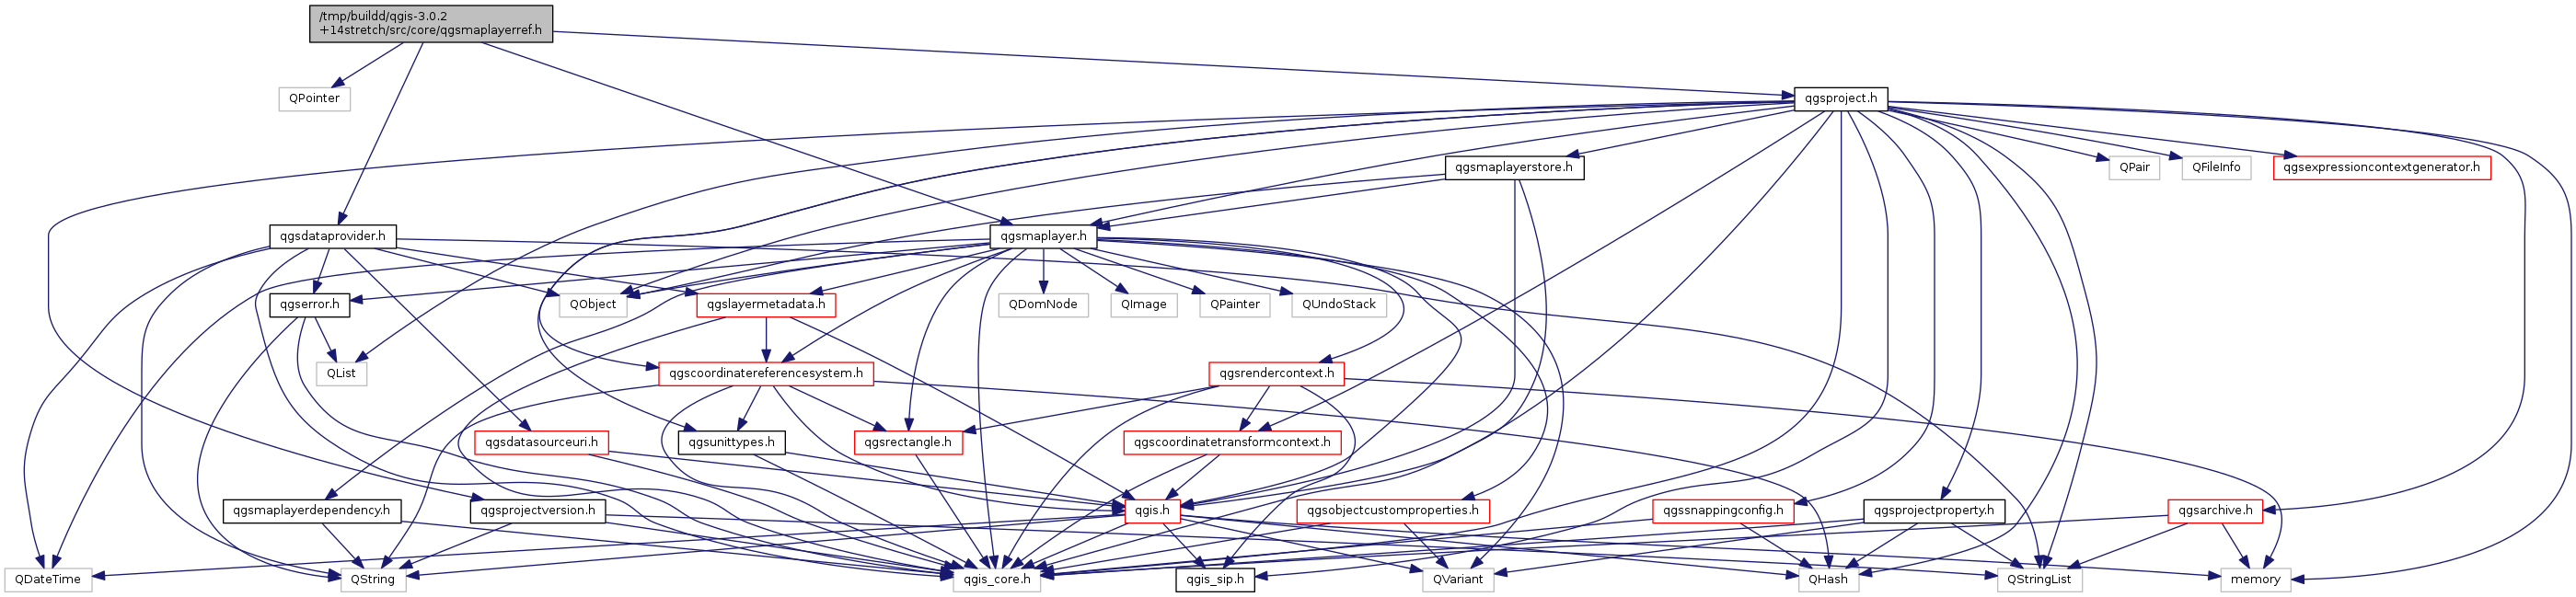 /tmp/buildd/qgis-3.0.2
+14stretch/src/core/qgsmaplayerref.h
QPointer
qgsproject.h
qgsmaplayerstore.h
QPair
QFileInfo
qgsexpressioncontextgenerator.h
qgsdataprovider.h
qgsmaplayer.h
qgserror.h
QObject
qgslayermetadata.h
QDomNode
QImage
QPainter
QUndoStack
QList
qgscoordinatereferencesystem.h
qgsrendercontext.h
qgsdatasourceuri.h
qgsunittypes.h
qgsrectangle.h
qgscoordinatetransformcontext.h
qgsmaplayerdependency.h
qgsprojectversion.h
qgis.h
qgsobjectcustomproperties.h
qgssnappingconfig.h
qgsprojectproperty.h
qgsarchive.h
QDateTime
QString
qgis_core.h
qgis_sip.h
QVariant
QHash
QStringList
memory